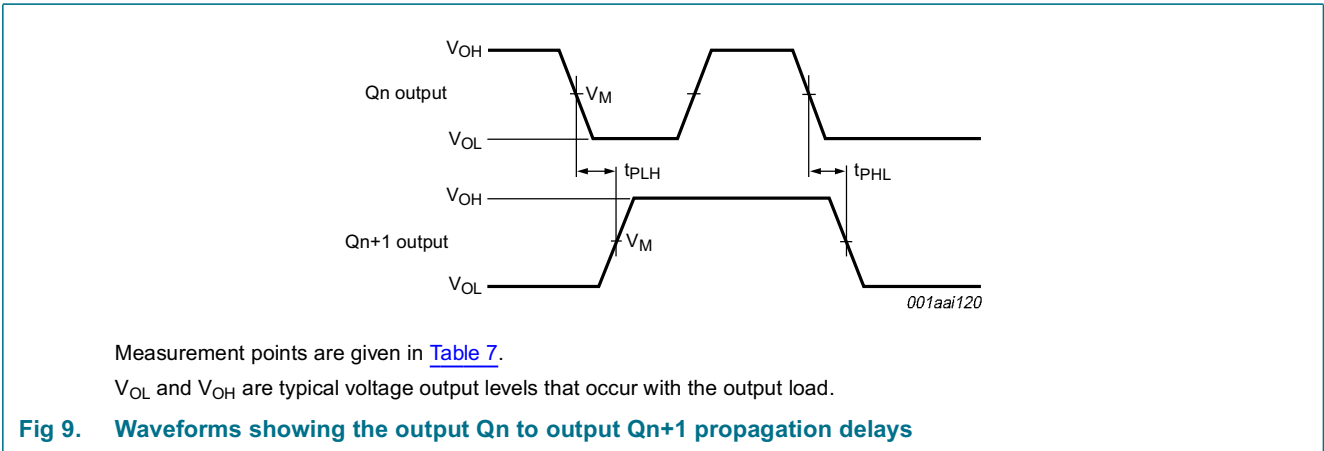 VOH
Qn output
VM
VOL
tPLH
tPHL
VOH
Qn+1 output
VM
VOL
001aai120
Measurement points are given in Table 7.
VOL and VOH are typical voltage output levels that occur with the output load.
Fig 9. Waveforms showing the output Qn to output Qn+1 propagation delays